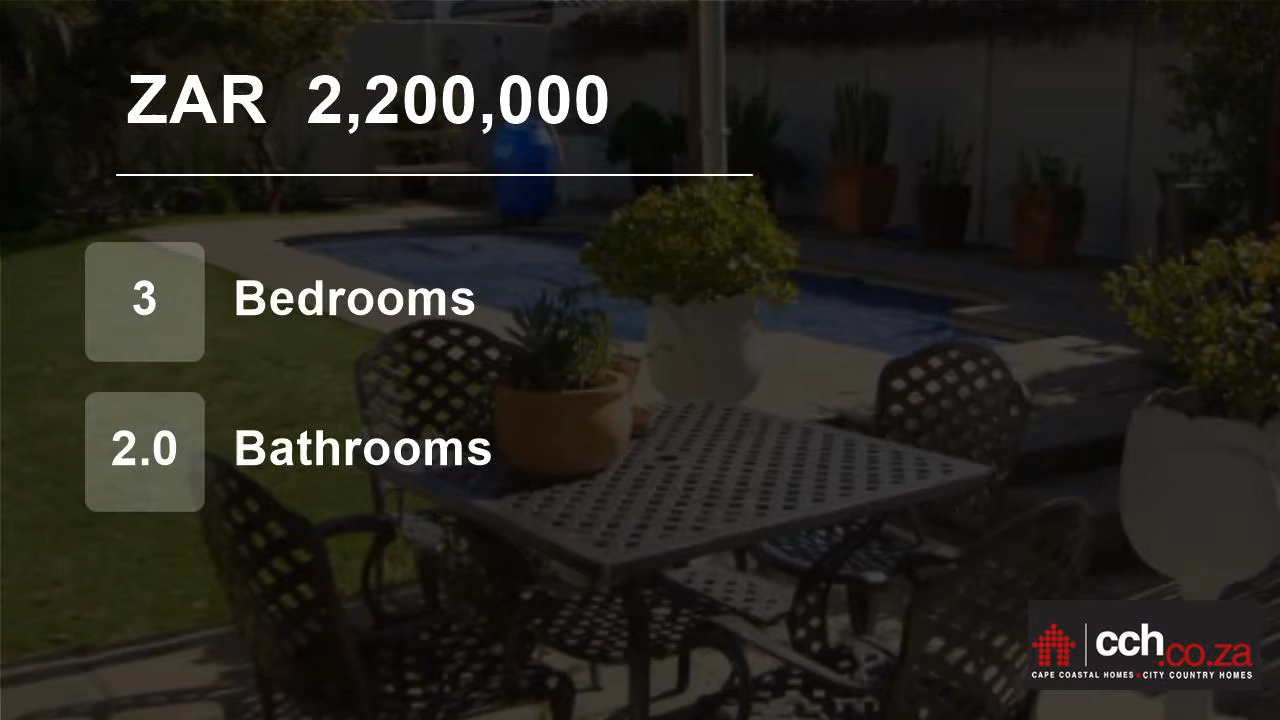 ZAR 2,200,000
3 Bedrooms
2.0 Bathrooms
cch.co.za
CAPE COASTAL HOMES CITY COUNTRY HOMES